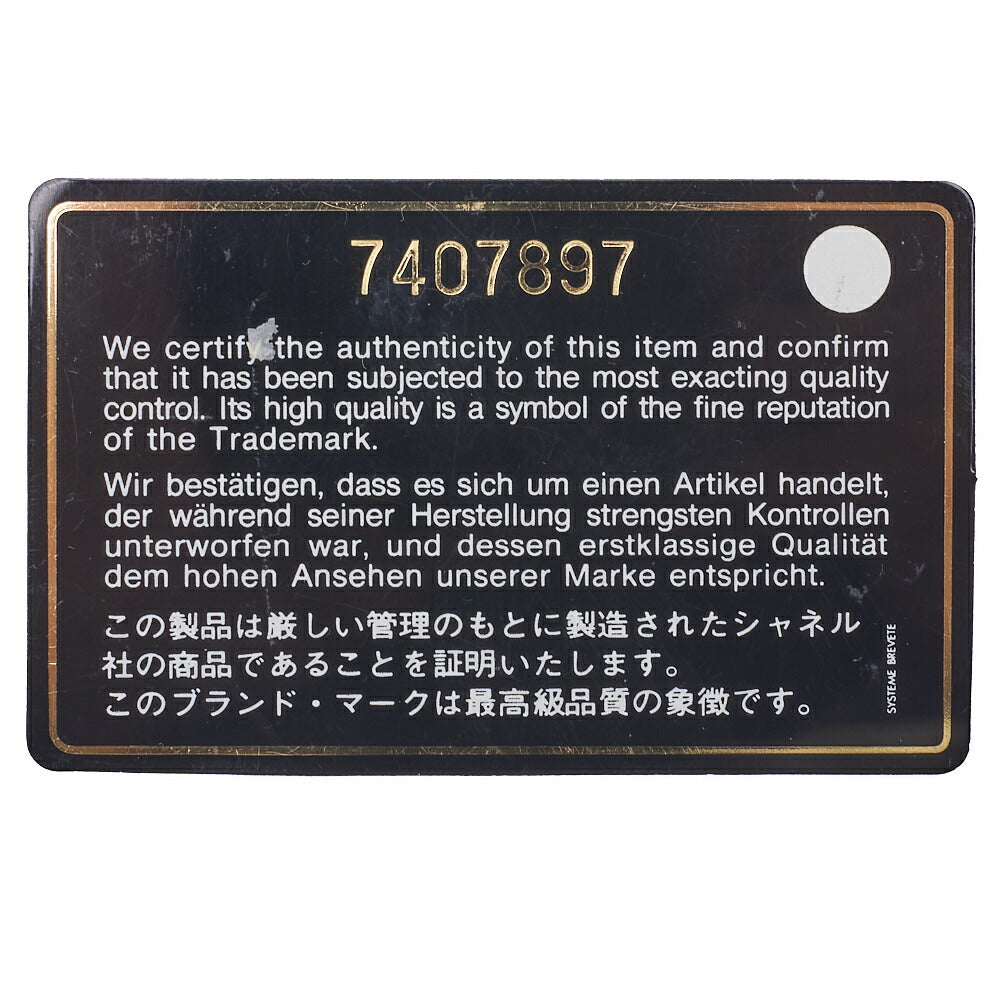 7407897
We certify the authenticity of this item and confirm
that it has been subjected to the most exacting quality
control. Its high quality is a symbol of the fine reputation
of the Trademark.
Wir bestätigen, dass es sich um einen Artikel handelt,
der während seiner Herstellung strengsten Kontrollen
unterworfen war, und dessen erstklassige Qualität
dem hohen Ansehen unserer Marke entspricht.
この製品は厳しい管理のもとに製造されたシャネル
社の商品であることを証明いたします。
このブランド・マークは最高級品質の象徴です。
SYSTEME BREVETE